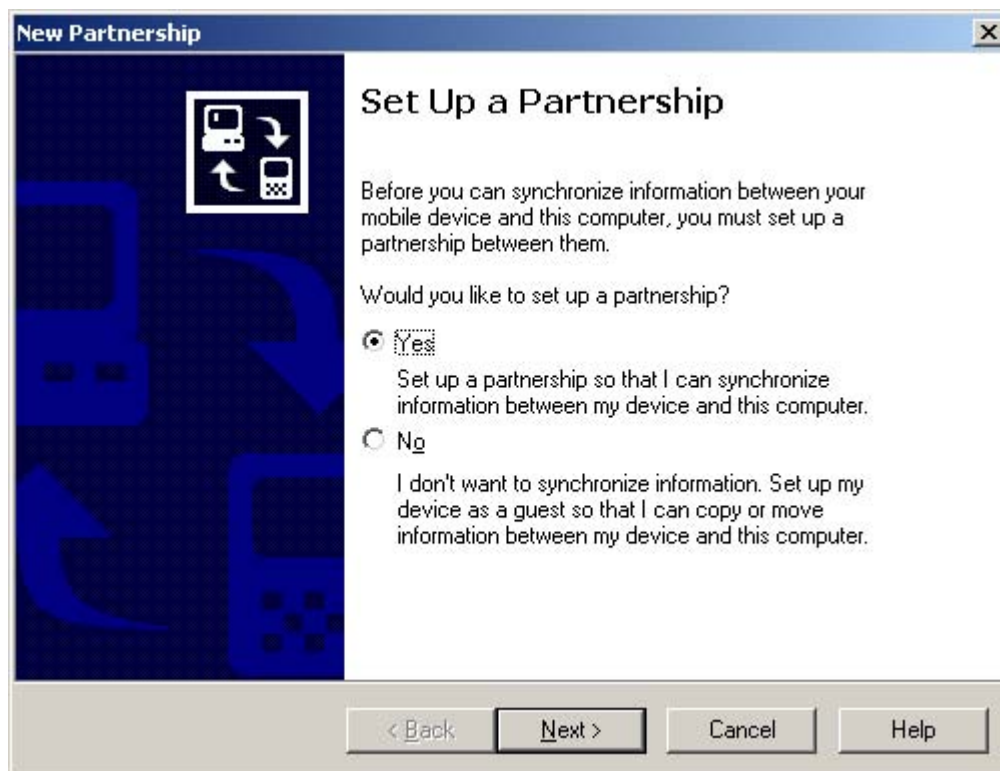 New Partnership
Set Up a Partnership
Before you can synchronize information between your
mobile device and this computer, you must set up a
partnership between them.
Would you like to set up a partnership?
Yes
Set up a partnership so that I can synchronize
information between my device and this computer.
No
I don't want to synchronize information. Set up my
device as a guest so that I can copy or move
information between my device and this computer.
< Back
Next >
Cancel
Help